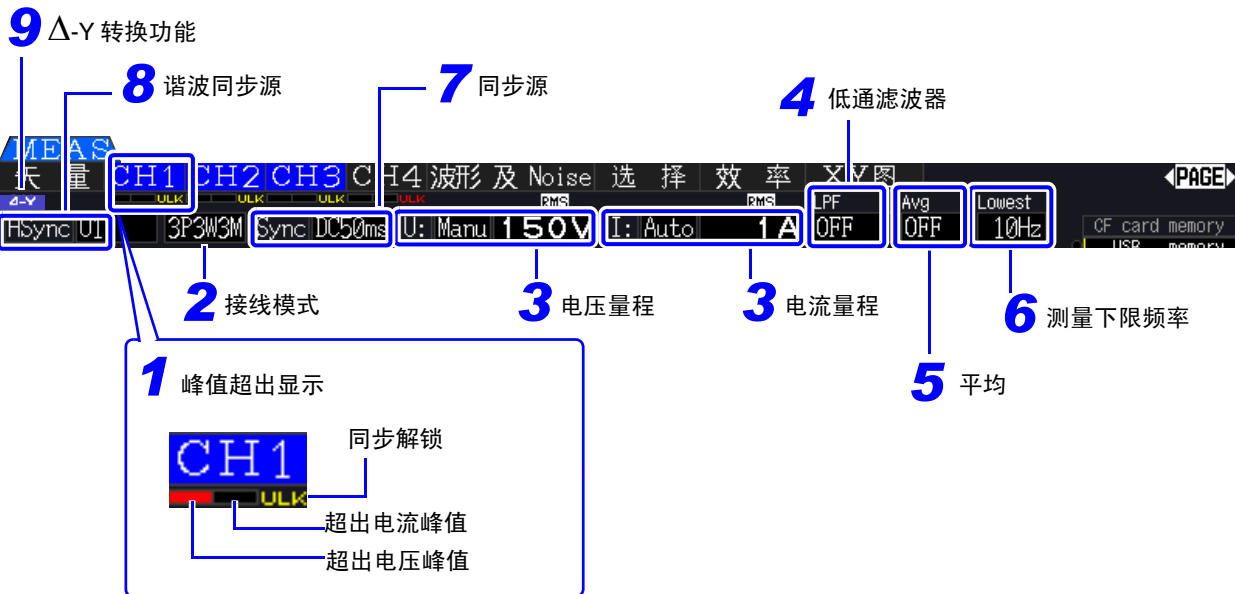 9 Δ-Y 转换功能
8 谐波同步源
7 同步源
4 低通滤波器
MEAS
矢 量 CH1 CH2 CH3 CH4 波形 及 Noise 选 择 效 率 X Y 图 PAGE
ULK ULK ULK ULK
Δ-Y RMS RMS LPF Avg Lowest
HSync U1 3P3W3M Sync DC50ms U: Manu 150V I: Auto 1A OFF OFF 10Hz CF card memory
USB memory
2 接线模式
3 电压量程
3 电流量程
6 测量下限频率
1 峰值超出显示
5 平均
同步解锁
CH1
ULK
超出电流峰值
超出电压峰值